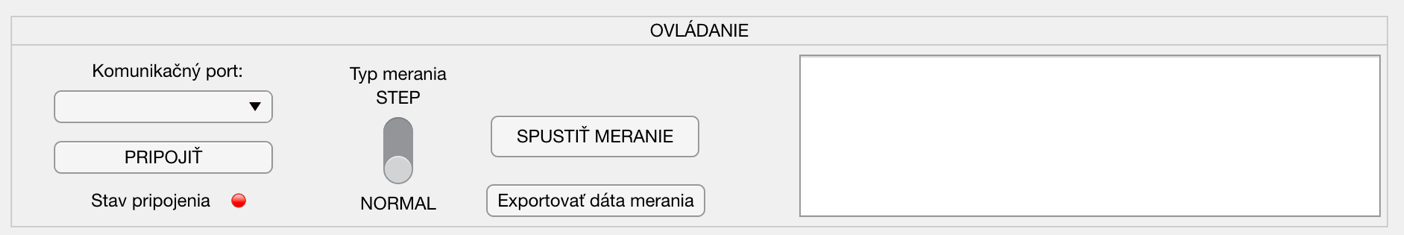 OVLÁDANIE
Komunikačný port:
PRIPOJIŤ
Stav pripojenia
Typ merania
STEP
NORMAL
SPUSTIŤ MERANIE
Exportovať dáta merania